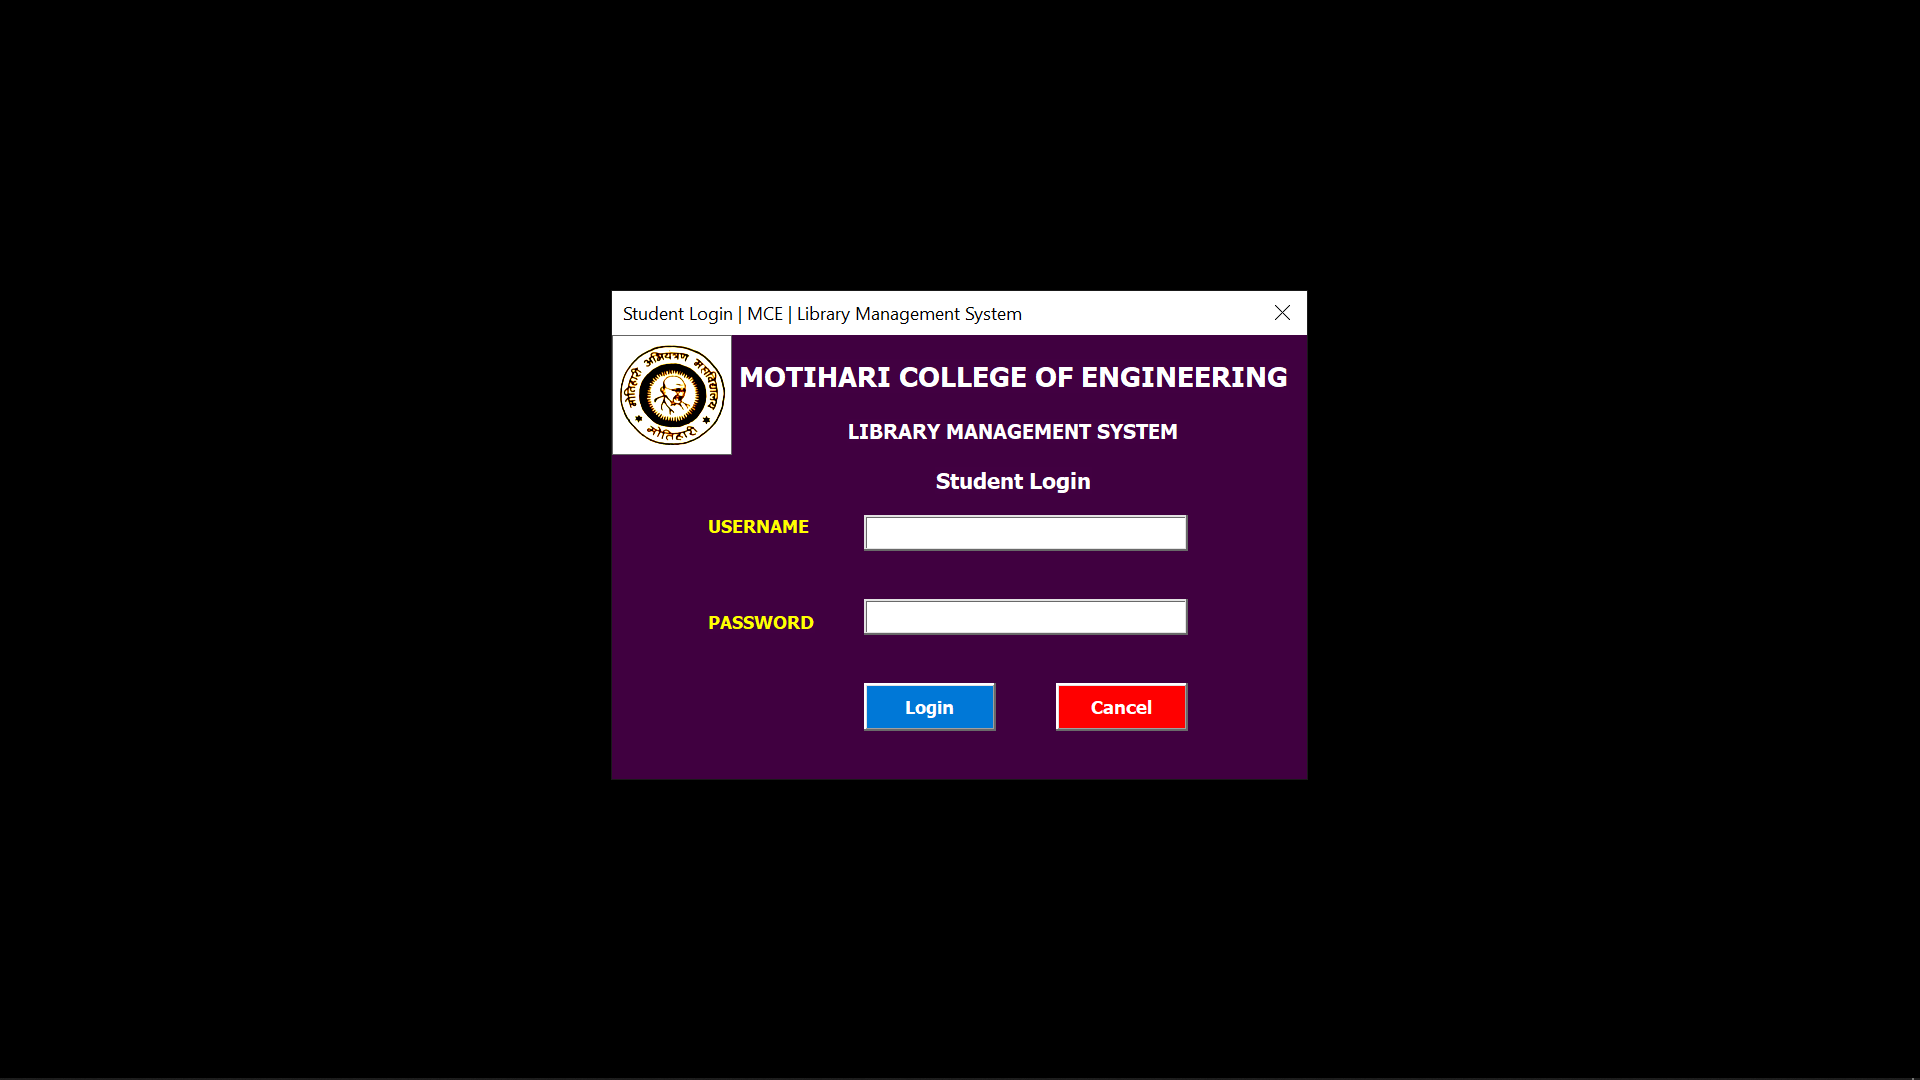 Student Login | MCE | Library Management System
मोतिहारी अभियंत्रण महाविद्यालय
मोतिहारी
MOTIHARI COLLEGE OF ENGINEERING
LIBRARY MANAGEMENT SYSTEM
Student Login
USERNAME
PASSWORD
Login
Cancel